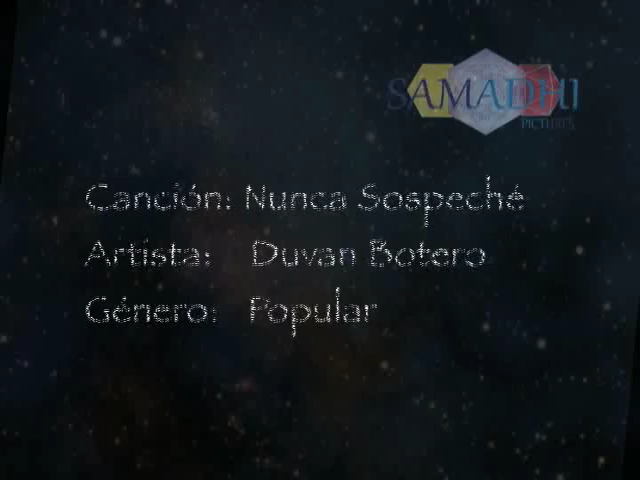 SAMADHI
PICTURES
Canción: Nunca Sospeché
Artista: Duvan Botero
Género: Popular